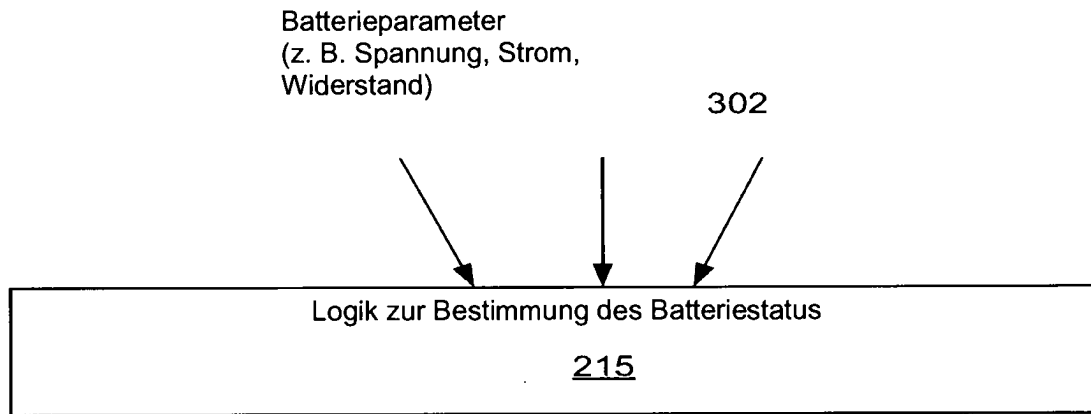 Batterieparameter
(z. B. Spannung, Strom,
Widerstand)
302
Logik zur Bestimmung des Batteriestatus
215